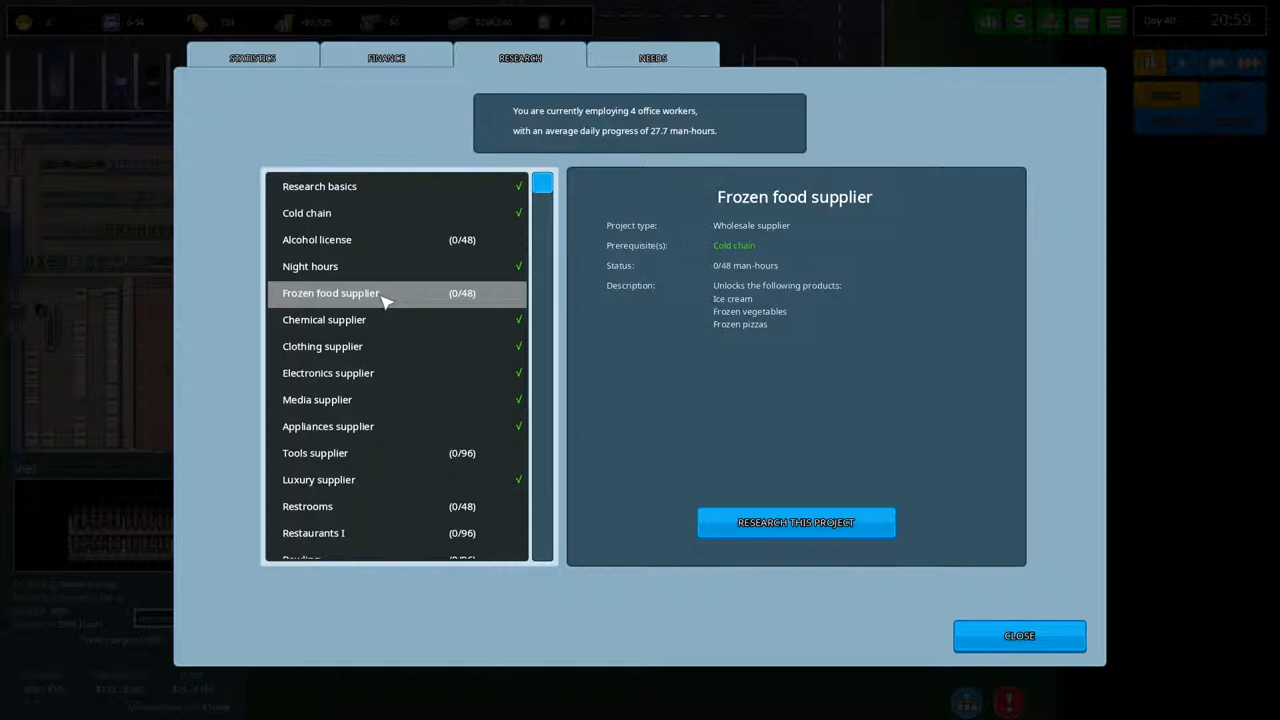 Day 40
20:59
STATISTICS
FINANCE
RESEARCH
NEEDS
You are currently employing 4 office workers,
with an average daily progress of 27.7 man-hours.
Research basics √
Cold chain √
Alcohol license (0/48)
Night hours √
Frozen food supplier (0/48)
Chemical supplier √
Clothing supplier √
Electronics supplier √
Media supplier √
Appliances supplier √
Tools supplier (0/96)
Luxury supplier √
Restrooms (0/48)
Restaurants I (0/96)
Frozen food supplier
Project type: Wholesale supplier
Prerequisite(s): Cold chain
Status: 0/48 man-hours
Description: Unlocks the following products:
Ice cream
Frozen vegetables
Frozen pizzas
RESEARCH THIS PROJECT
CLOSE